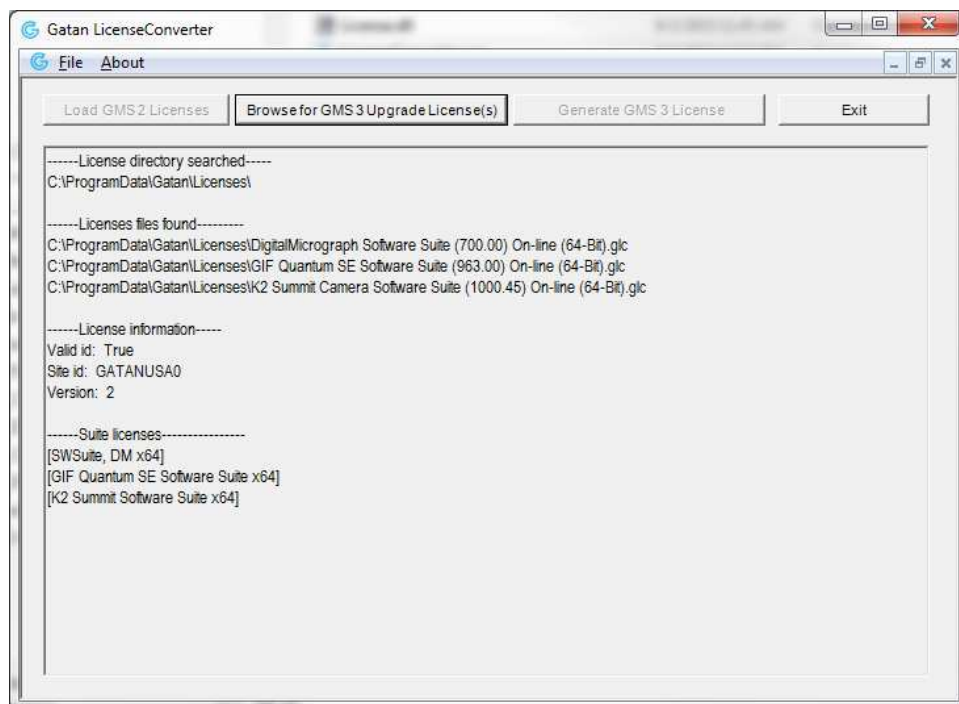 Gatan LicenseConverter
File About
Load GMS 2 Licenses Browse for GMS 3 Upgrade License(s) Generate GMS 3 License Exit
------License directory searched-----
C:\ProgramData\Gatan\Licenses\
------Licenses files found---------
C:\ProgramData\Gatan\Licenses\DigitalMicrograph Software Suite (700.00) On-line (64-Bit).glc
C:\ProgramData\Gatan\Licenses\GIF Quantum SE Software Suite (963.00) On-line (64-Bit).glc
C:\ProgramData\Gatan\Licenses\K2 Summit Camera Software Suite (1000.45) On-line (64-Bit).glc
------License information-----
Valid id: True
Site id: GATANUSA0
Version: 2
------Suite licenses----------------
[SWSuite, DM x64]
[GIF Quantum SE Software Suite x64]
[K2 Summit Software Suite x64]